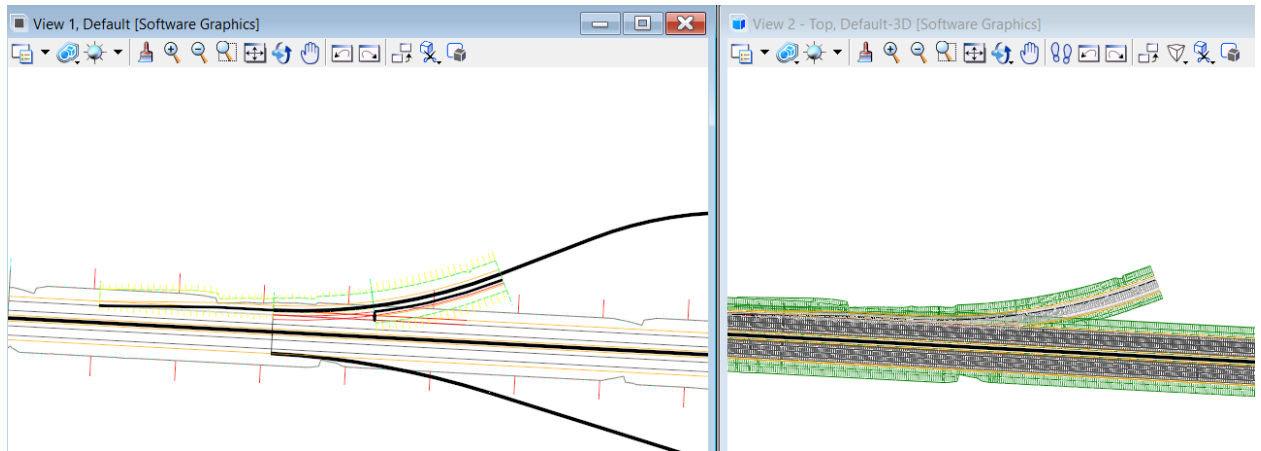 View 1, Default [Software Graphics]
View 2 - Top, Default-3D [Software Graphics]